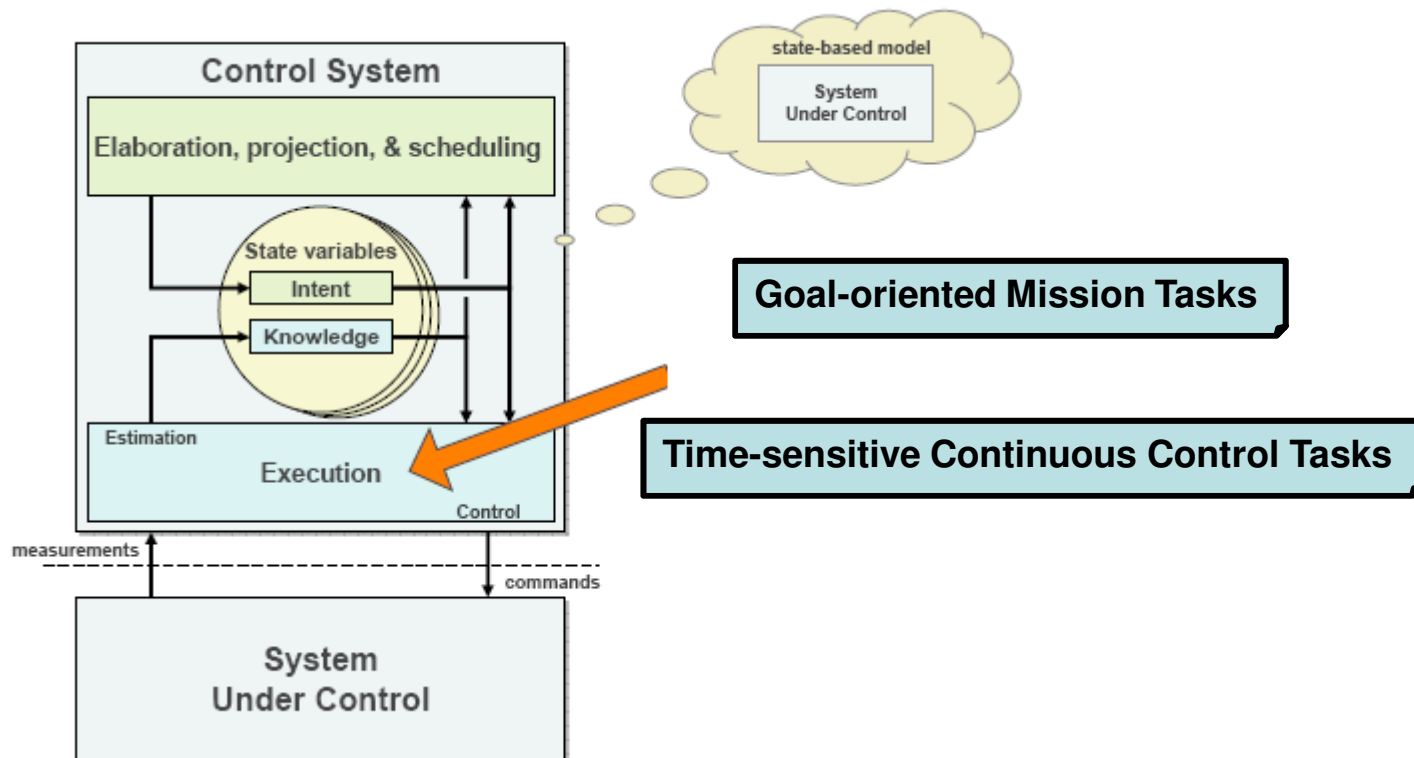 Control System
Elaboration, projection, & scheduling
State variables
Intent
Knowledge
Estimation
Execution
Control
measurements
commands
System
Under Control
state-based model
System
Under Control
Goal-oriented Mission Tasks
Time-sensitive Continuous Control Tasks